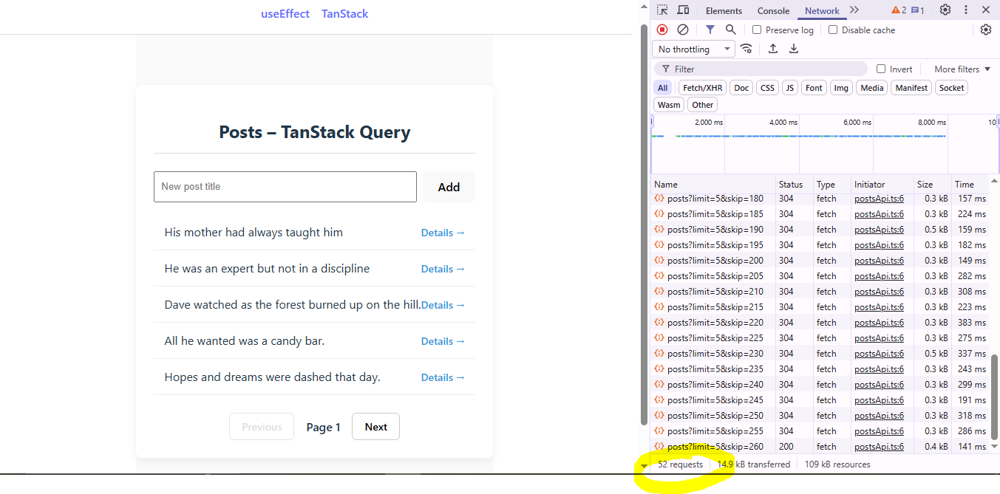 useEffect TanStack
Posts – TanStack Query
New post title
Add
His mother had always taught him Details →
He was an expert but not in a discipline Details →
Dave watched as the forest burned up on the hill. Details →
All he wanted was a candy bar. Details →
Hopes and dreams were dashed that day. Details →
Previous Page 1 Next
Elements Console Network 2 1
Preserve log Disable cache
No throttling
Filter Invert More filters
All Fetch/XHR Doc CSS JS Font Img Media Manifest Socket
Wasm Other
2,000 ms 4,000 ms 6,000 ms 8,000 ms 10
Name Status Type Initiator Size Time
posts?limit=5&skip=180 304 fetch postsApi.ts:6 0.3 kB 157 ms
posts?limit=5&skip=185 304 fetch postsApi.ts:6 0.3 kB 224 ms
posts?limit=5&skip=190 304 fetch postsApi.ts:6 0.5 kB 159 ms
posts?limit=5&skip=195 304 fetch postsApi.ts:6 0.3 kB 182 ms
posts?limit=5&skip=200 304 fetch postsApi.ts:6 0.3 kB 149 ms
posts?limit=5&skip=205 304 fetch postsApi.ts:6 0.3 kB 282 ms
posts?limit=5&skip=210 304 fetch postsApi.ts:6 0.3 kB 308 ms
posts?limit=5&skip=215 304 fetch postsApi.ts:6 0.3 kB 223 ms
posts?limit=5&skip=220 304 fetch postsApi.ts:6 0.3 kB 383 ms
posts?limit=5&skip=225 304 fetch postsApi.ts:6 0.3 kB 275 ms
posts?limit=5&skip=230 304 fetch postsApi.ts:6 0.5 kB 337 ms
posts?limit=5&skip=235 304 fetch postsApi.ts:6 0.3 kB 243 ms
posts?limit=5&skip=240 304 fetch postsApi.ts:6 0.3 kB 299 ms
posts?limit=5&skip=245 304 fetch postsApi.ts:6 0.3 kB 191 ms
posts?limit=5&skip=250 304 fetch postsApi.ts:6 0.3 kB 318 ms
posts?limit=5&skip=255 304 fetch postsApi.ts:6 0.3 kB 286 ms
posts?limit=5&skip=260 200 fetch postsApi.ts:6 0.4 kB 141 ms
52 requests 14.9 kB transferred 109 kB resources